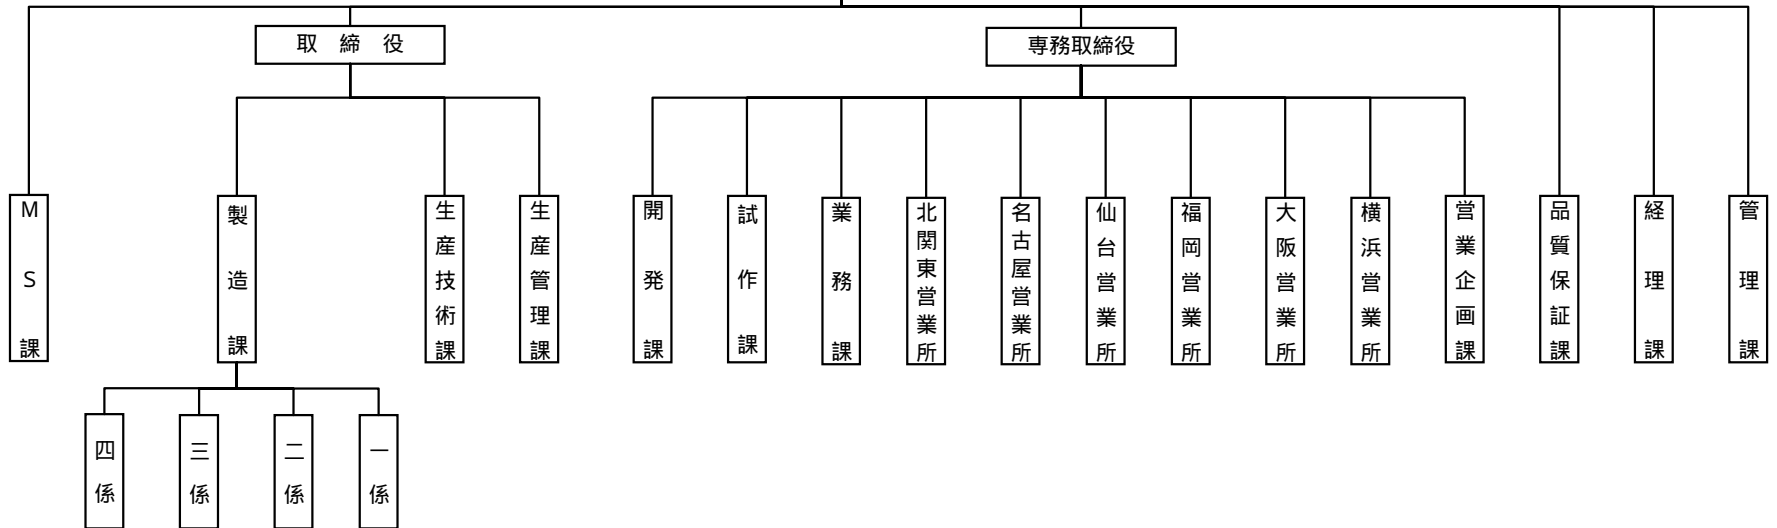 取締役
専務取締役
MS課
製造課
生産技術課
生産管理課
開発課
試作課
業務課
北関東営業所
名古屋営業所
仙台営業所
福岡営業所
大阪営業所
横浜営業所
営業企画課
品質保証課
経理課
管理課
四係
三係
二係
一係